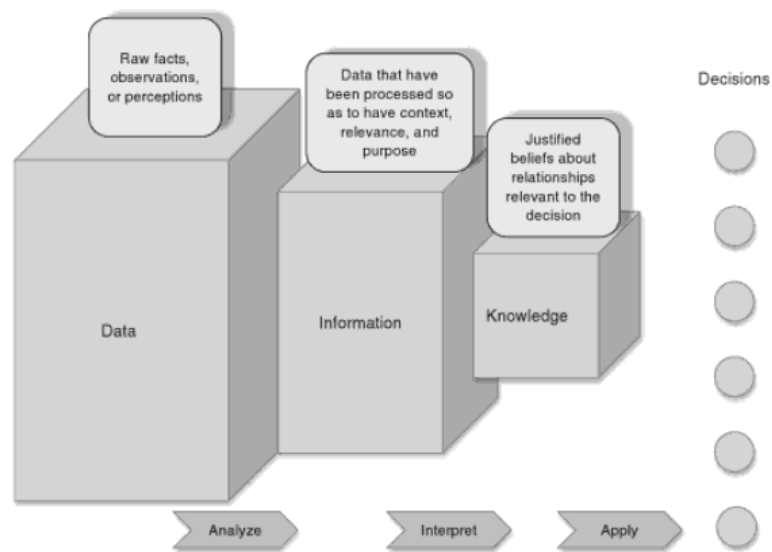 Raw facts,
observations,
or perceptions
Data that have
been processed so
as to have context,
relevance, and
purpose
Justified
beliefs about
relationships
relevant to the
decision
Decisions
Data
Information
Knowledge
Analyze
Interpret
Apply